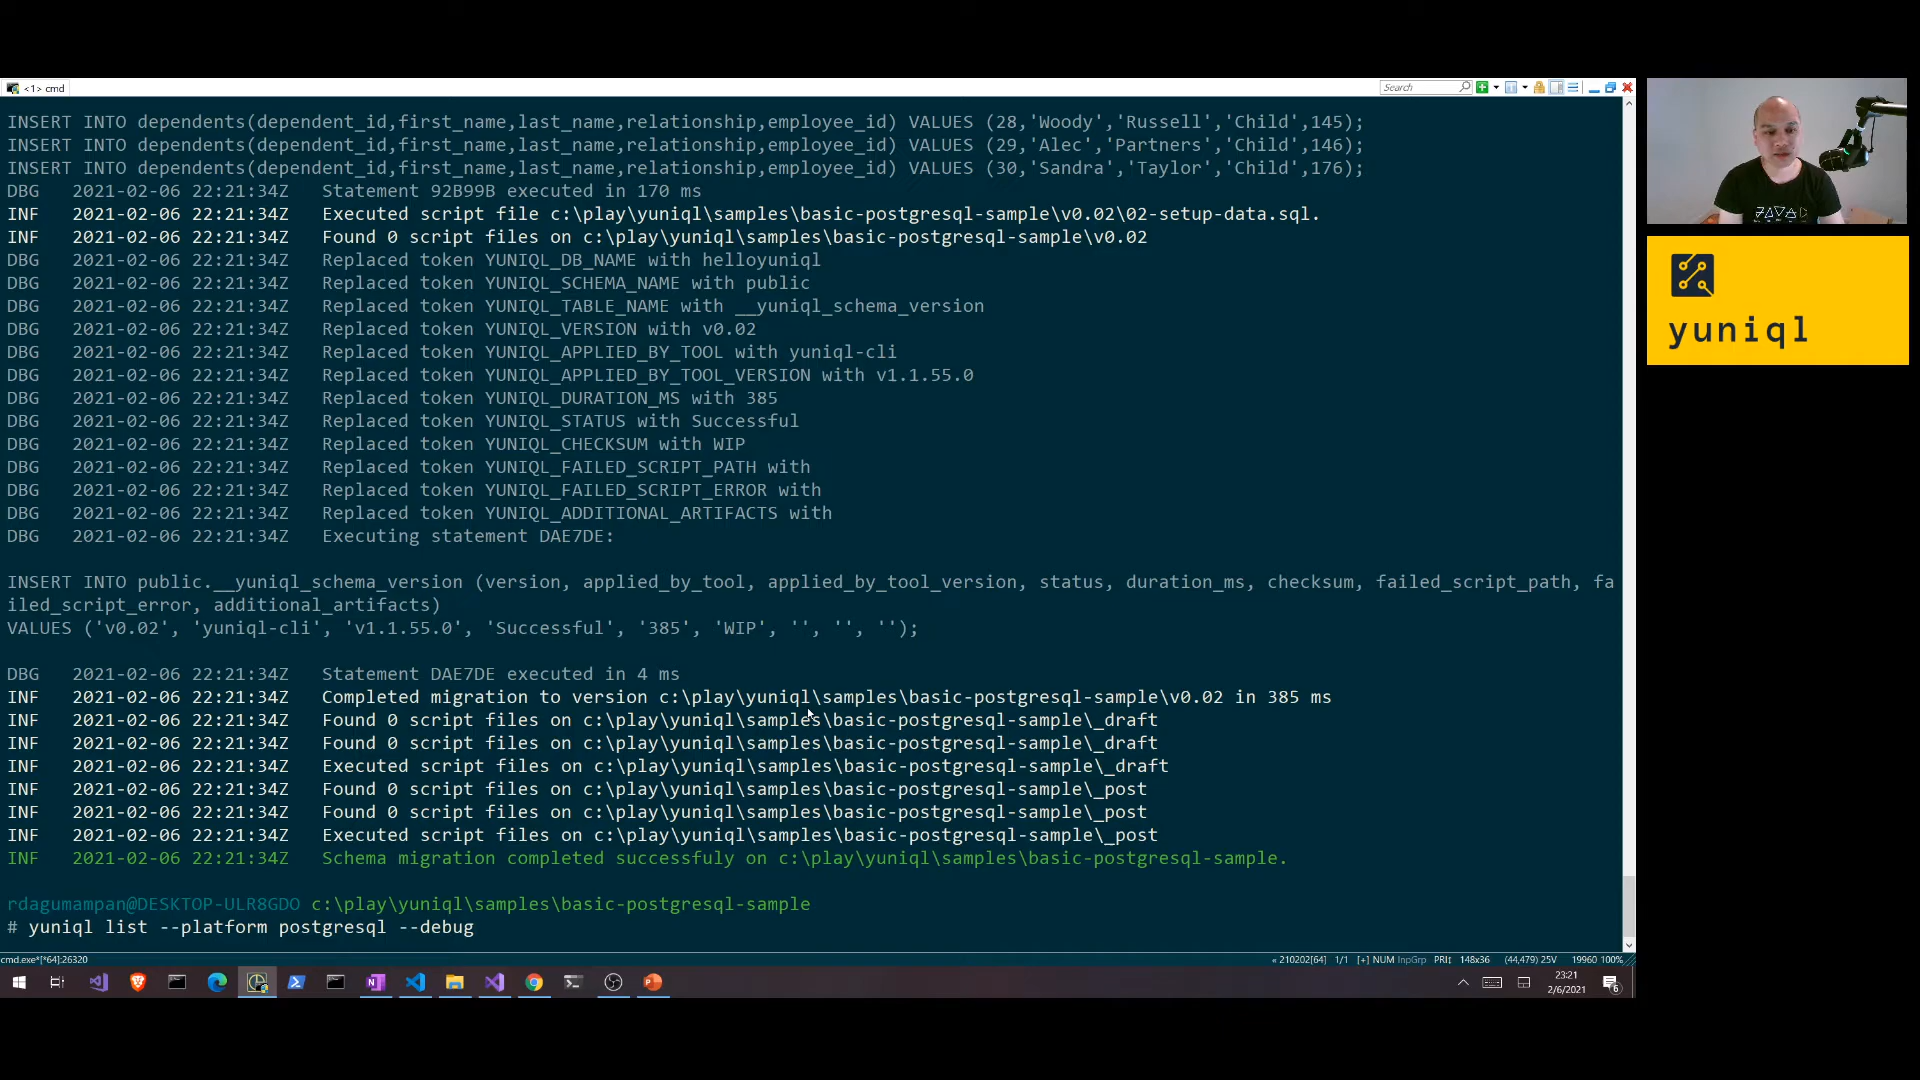 <1> cmd
Search
INSERT INTO dependents(dependent_id,first_name,last_name,relationship,employee_id) VALUES (28,'Woody','Russell','Child',145);
INSERT INTO dependents(dependent_id,first_name,last_name,relationship,employee_id) VALUES (29,'Alec','Partners','Child',146);
INSERT INTO dependents(dependent_id,first_name,last_name,relationship,employee_id) VALUES (30,'Sandra','Taylor','Child',176);
DBG 2021-02-06 22:21:34Z Statement 92B99B executed in 170 ms
INF 2021-02-06 22:21:34Z Executed script file c:\play\yuniql\samples\basic-postgresql-sample\v0.02\02-setup-data.sql.
INF 2021-02-06 22:21:34Z Found 0 script files on c:\play\yuniql\samples\basic-postgresql-sample\v0.02
DBG 2021-02-06 22:21:34Z Replaced token YUNIQL_DB_NAME with helloyuniql
DBG 2021-02-06 22:21:34Z Replaced token YUNIQL_SCHEMA_NAME with public
DBG 2021-02-06 22:21:34Z Replaced token YUNIQL_TABLE_NAME with __yuniql_schema_version
DBG 2021-02-06 22:21:34Z Replaced token YUNIQL_VERSION with v0.02
DBG 2021-02-06 22:21:34Z Replaced token YUNIQL_APPLIED_BY_TOOL with yuniql-cli
DBG 2021-02-06 22:21:34Z Replaced token YUNIQL_APPLIED_BY_TOOL_VERSION with v1.1.55.0
DBG 2021-02-06 22:21:34Z Replaced token YUNIQL_DURATION_MS with 385
DBG 2021-02-06 22:21:34Z Replaced token YUNIQL_STATUS with Successful
DBG 2021-02-06 22:21:34Z Replaced token YUNIQL_CHECKSUM with WIP
DBG 2021-02-06 22:21:34Z Replaced token YUNIQL_FAILED_SCRIPT_PATH with
DBG 2021-02-06 22:21:34Z Replaced token YUNIQL_FAILED_SCRIPT_ERROR with
DBG 2021-02-06 22:21:34Z Replaced token YUNIQL_ADDITIONAL_ARTIFACTS with
DBG 2021-02-06 22:21:34Z Executing statement DAE7DE:
INSERT INTO public.__yuniql_schema_version (version, applied_by_tool, applied_by_tool_version, status, duration_ms, checksum, failed_script_path, fa
iled_script_error, additional_artifacts)
VALUES ('v0.02', 'yuniql-cli', 'v1.1.55.0', 'Successful', '385', 'WIP', '', '', '');
DBG 2021-02-06 22:21:34Z Statement DAE7DE executed in 4 ms
INF 2021-02-06 22:21:34Z Completed migration to version c:\play\yuniql\samples\basic-postgresql-sample\v0.02 in 385 ms
INF 2021-02-06 22:21:34Z Found 0 script files on c:\play\yuniql\samples\basic-postgresql-sample\_draft
INF 2021-02-06 22:21:34Z Found 0 script files on c:\play\yuniql\samples\basic-postgresql-sample\_draft
INF 2021-02-06 22:21:34Z Executed script files on c:\play\yuniql\samples\basic-postgresql-sample\_draft
INF 2021-02-06 22:21:34Z Found 0 script files on c:\play\yuniql\samples\basic-postgresql-sample\_post
INF 2021-02-06 22:21:34Z Found 0 script files on c:\play\yuniql\samples\basic-postgresql-sample\_post
INF 2021-02-06 22:21:34Z Executed script files on c:\play\yuniql\samples\basic-postgresql-sample\_post
INF 2021-02-06 22:21:34Z Schema migration completed successfuly on c:\play\yuniql\samples\basic-postgresql-sample.
rdagumampan@DESKTOP-ULR8GDO c:\play\yuniql\samples\basic-postgresql-sample
# yuniql list --platform postgresql --debug
cmd.exe*[*64]:26320
« 210202[64] 1/1 [+] NUM InpGrp PRI↕ 148x36 (44,479) 25V 19960 100%
23:21
2/6/2021
6
yuniql